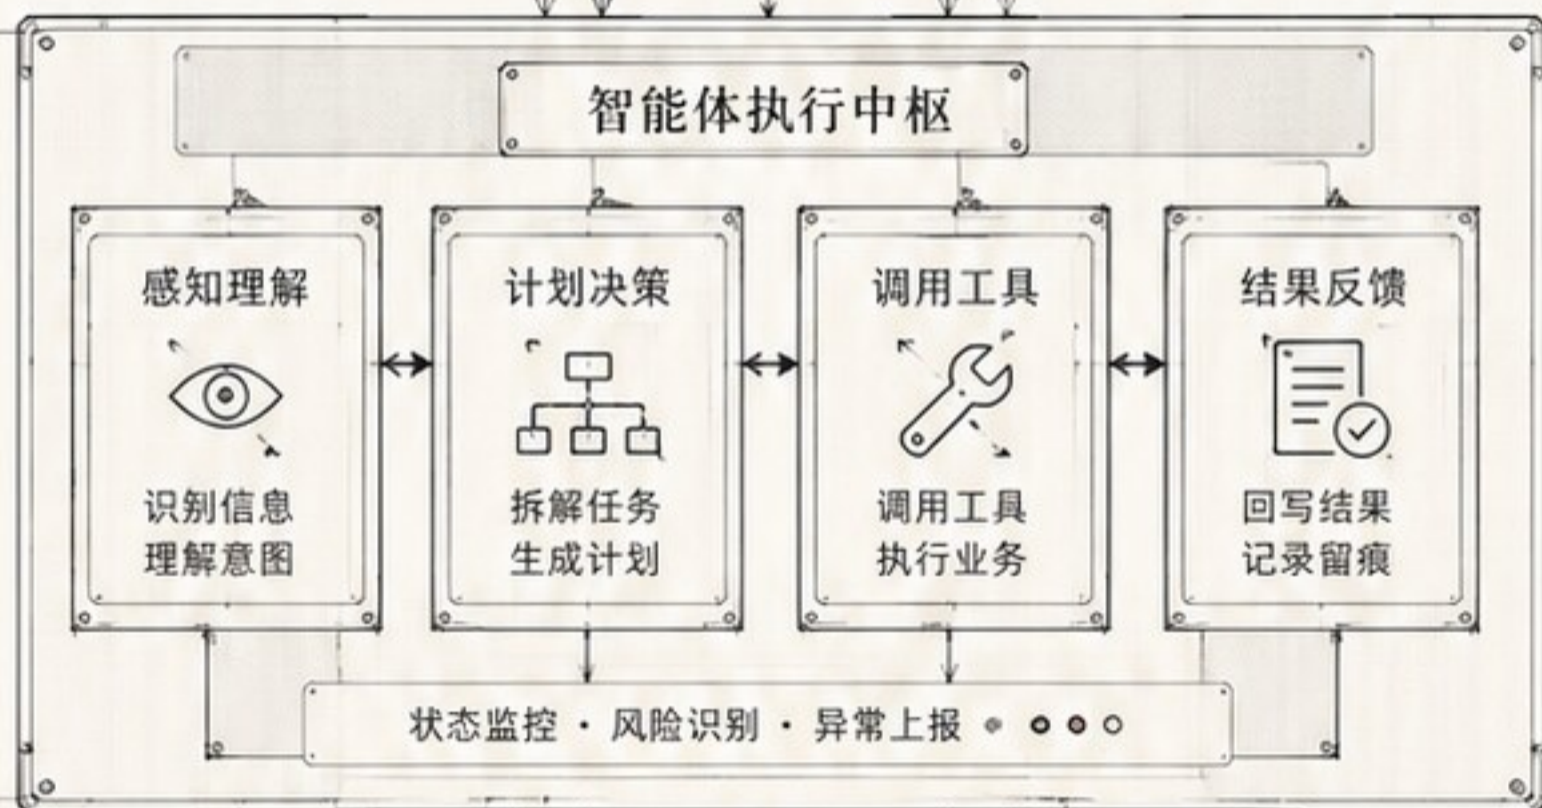 智能体执行中枢
感知理解
识别信息
理解意图
计划决策
拆解任务
生成计划
调用工具
调用工具
执行业务
结果反馈
回写结果
记录留痕
状态监控 · 风险识别 · 异常上报